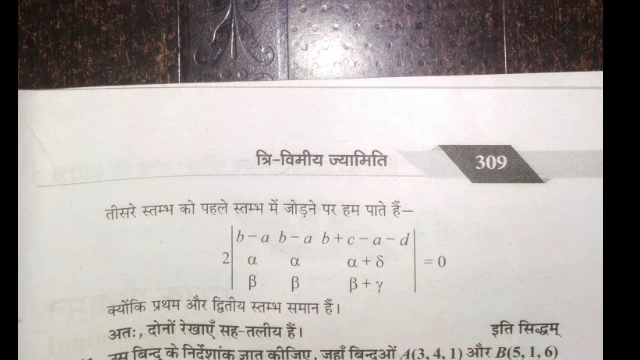 त्रि-विमीय ज्यामिति 309
तीसरे स्तम्भ को पहले स्तम्भ में जोड़ने पर हम पाते हैं—
b – a b – a b + c – a – d
2 α α α + δ = 0
β β β + γ
क्योंकि प्रथम और द्वितीय स्तम्भ समान हैं।
अतः, दोनों रेखाएँ सह-तलीय हैं। इति सिद्धम्
उस बिन्दु के निर्देशांक ज्ञात कीजिए, जहाँ बिन्दुओं A(3, 4, 1) और B(5, 1, 6)